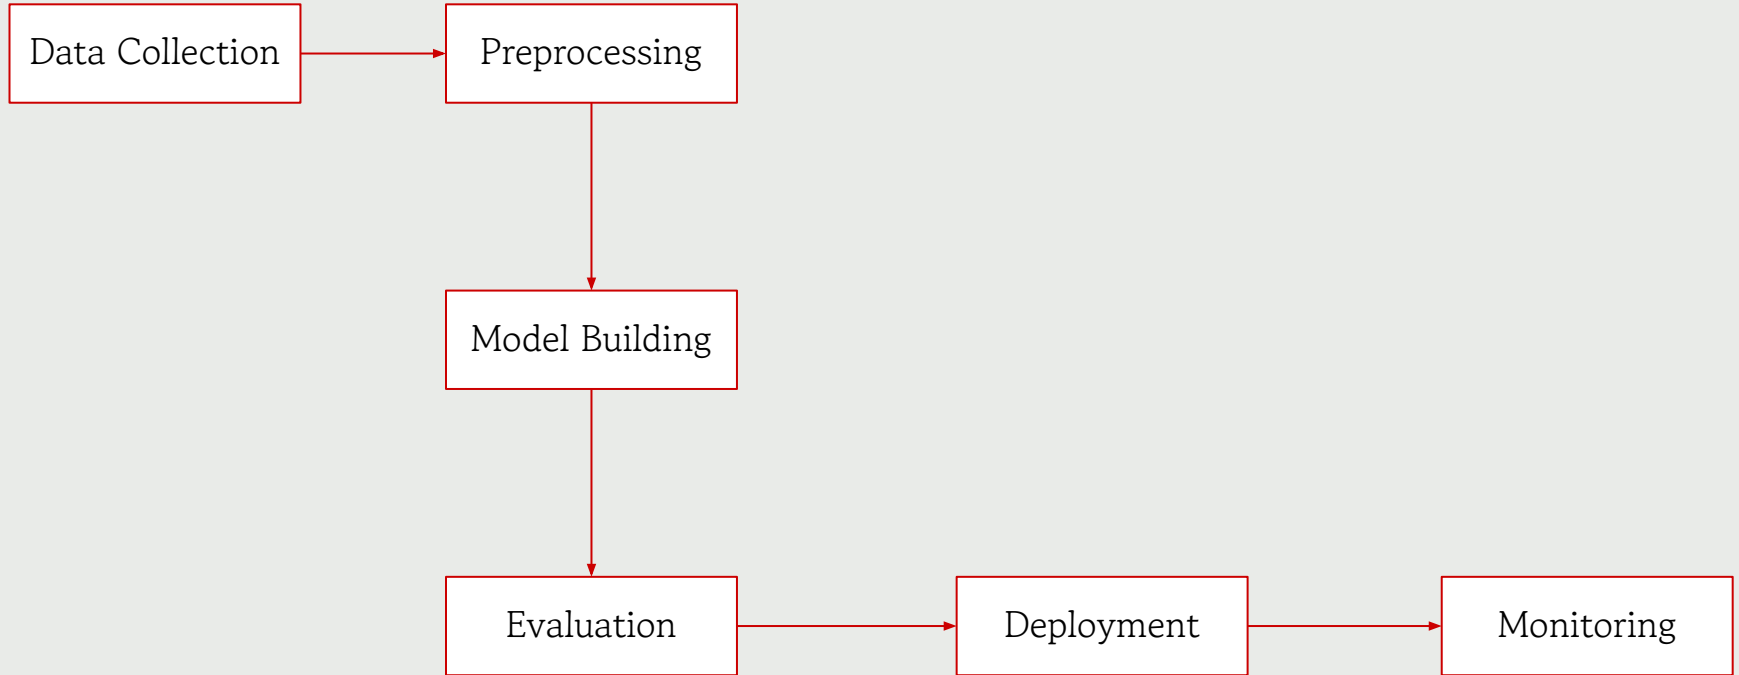 Data Collection
Preprocessing
Model Building
Evaluation
Deployment
Monitoring